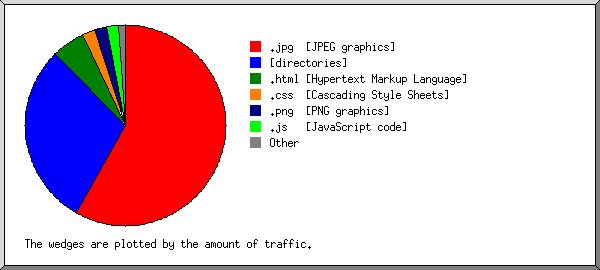 .jpg [JPEG graphics]
[directories]
.html [Hypertext Markup Language]
.css [Cascading Style Sheets]
.png [PNG graphics]
.js [JavaScript code]
Other
The wedges are plotted by the amount of traffic.